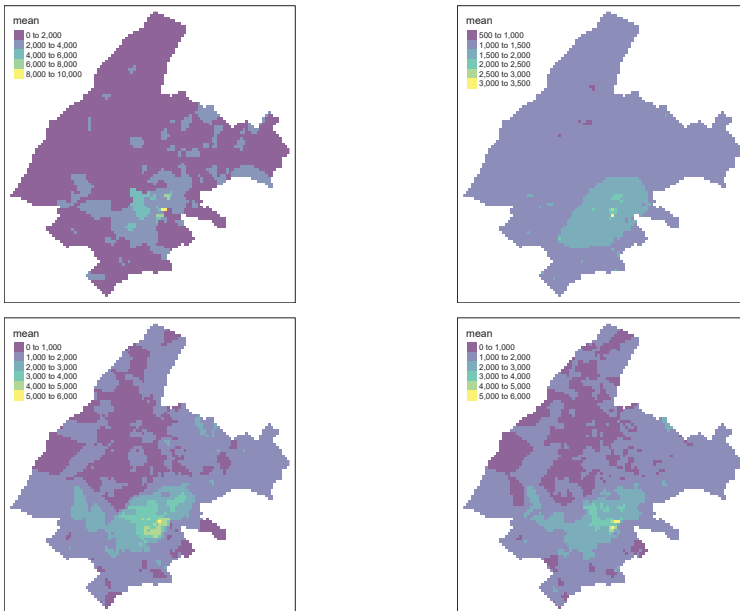 mean
0 to 2,000
2,000 to 4,000
4,000 to 6,000
6,000 to 8,000
8,000 to 10,000
mean
500 to 1,000
1,000 to 1,500
1,500 to 2,000
2,000 to 2,500
2,500 to 3,000
3,000 to 3,500
mean
0 to 1,000
1,000 to 2,000
2,000 to 3,000
3,000 to 4,000
4,000 to 5,000
5,000 to 6,000
mean
0 to 1,000
1,000 to 2,000
2,000 to 3,000
3,000 to 4,000
4,000 to 5,000
5,000 to 6,000